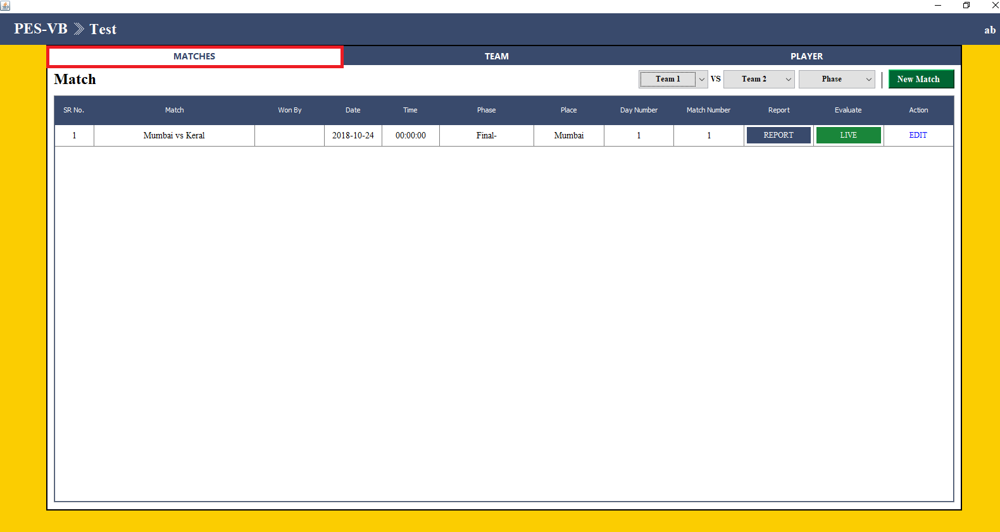 PES-VB Test ab
MATCHES TEAM PLAYER
Match Team 1 VS Team 2 Phase New Match
SR No. Match Won By Date Time Phase Place Day Number Match Number Report Evaluate Action
1 Mumbai vs Keral 2018-10-24 00:00:00 Final- Mumbai 1 1 REPORT LIVE EDIT